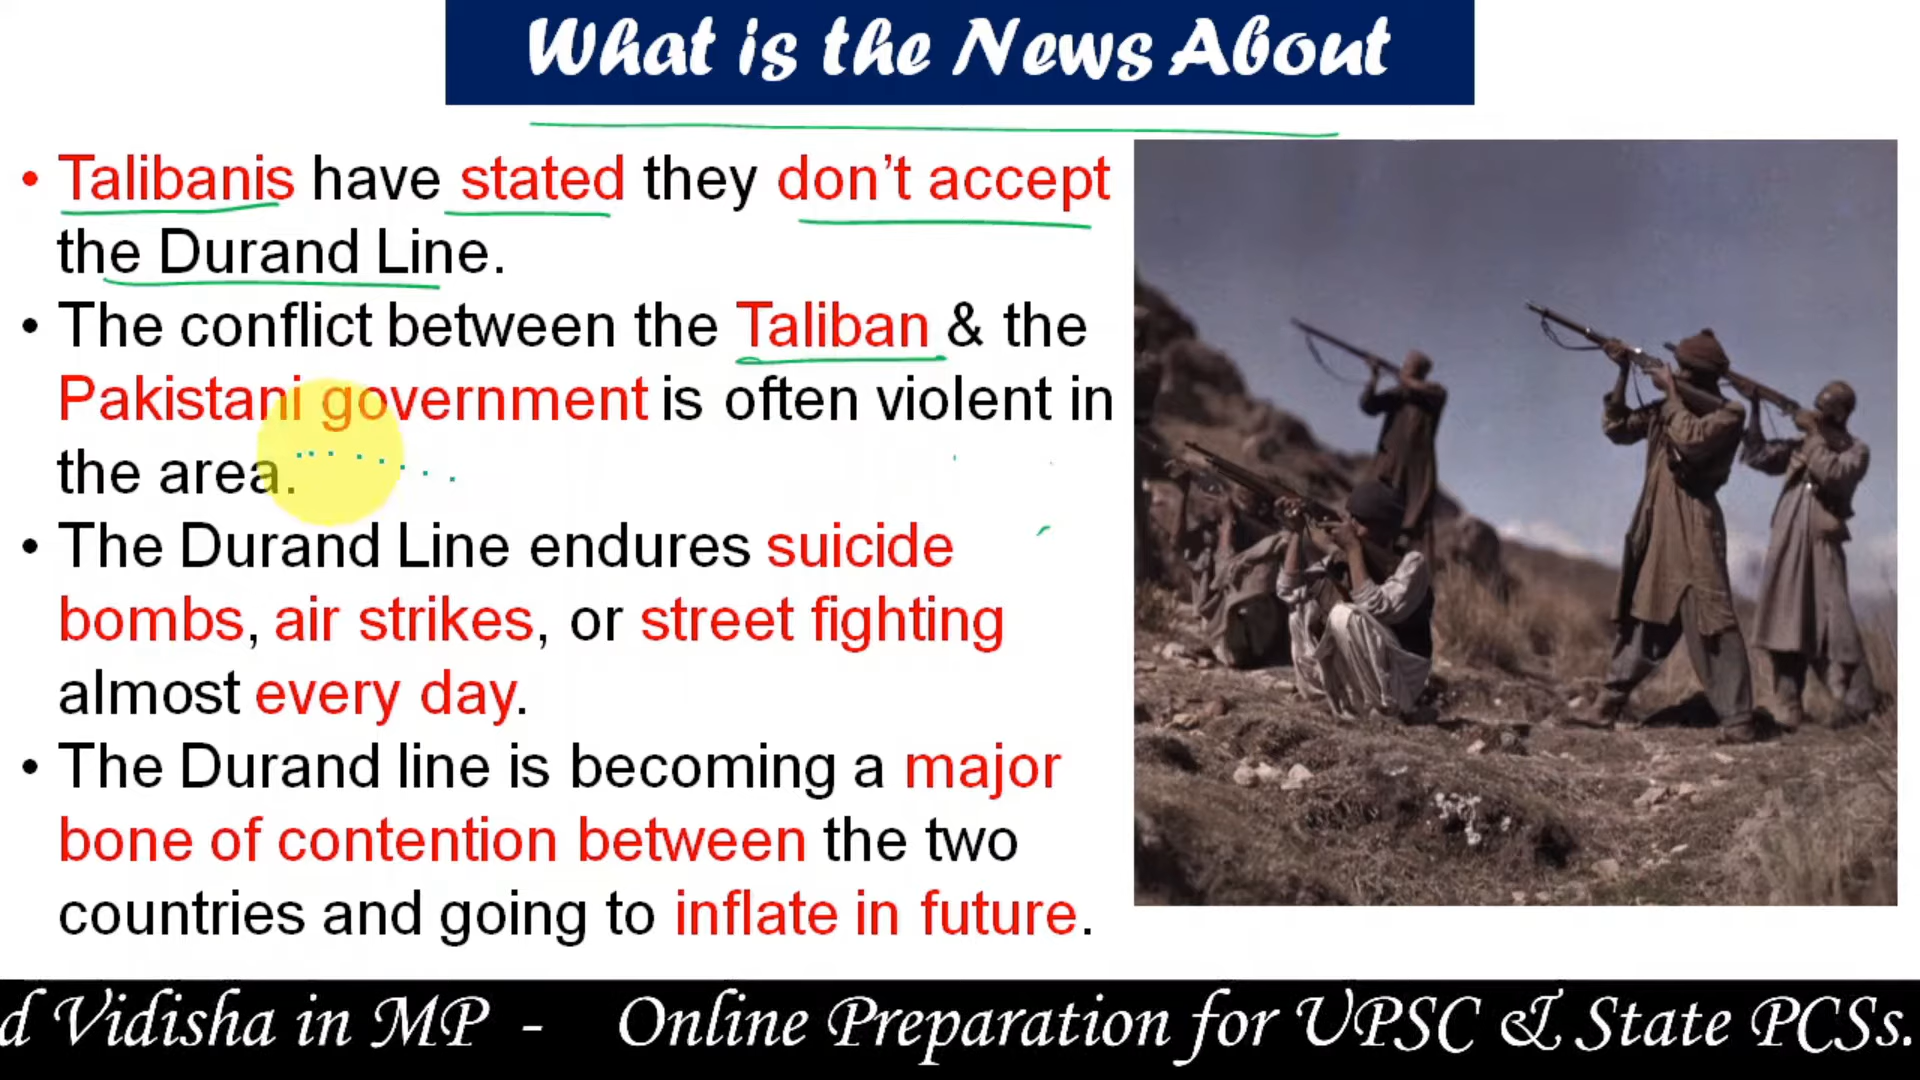 What is the News About
• Talibanis have stated they don't accept
the Durand Line.
• The conflict between the Taliban & the
Pakistani government is often violent in
the area.
• The Durand Line endures suicide
bombs, air strikes, or street fighting
almost every day.
• The Durand line is becoming a major
bone of contention between the two
countries and going to inflate in future.
d Vidisha in MP - Online Preparation for UPSC & State PCSs.